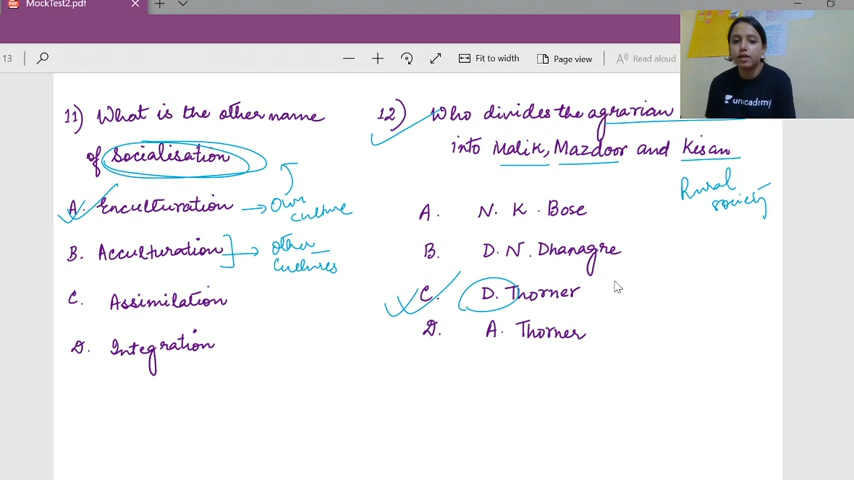 MockTest2.pdf
13
Fit to width
Page view
Read aloud
unacademy
11) What is the other name
of socialisation
A. Enculturation → Our culture
B. Acculturation → other cultures
C. Assimilation
D. Integration
12) Who divides the agrarian
into Malik, Mazdoor and Kisan
Rural society
A. N. K. Bose
B. D. N. Dhanagre
C. D. Thorner
D. A. Thorner